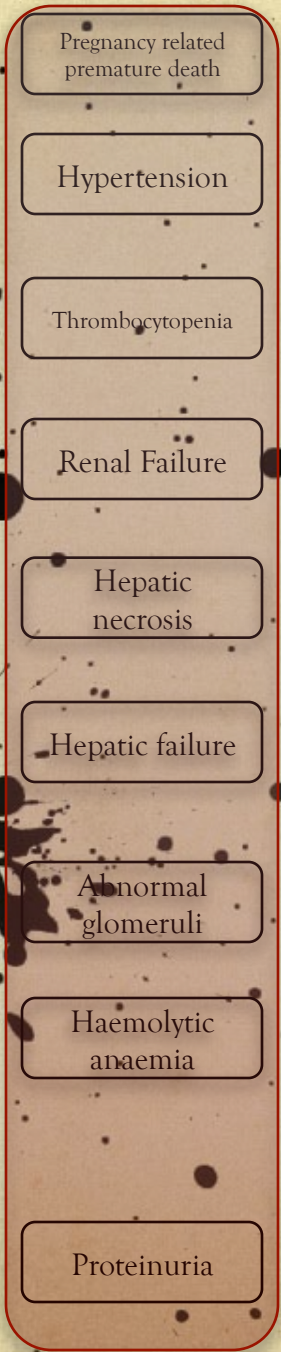 Pregnancy related
premature death
Hypertension
Thrombocytopenia
Renal Failure
Hepatic
necrosis
Hepatic failure
Abnormal
glomeruli
Haemolytic
anaemia
Proteinuria